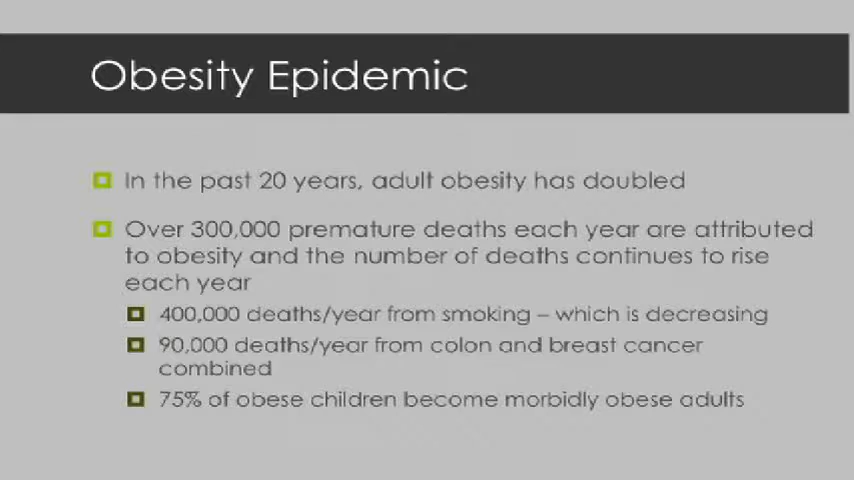 Obesity Epidemic
In the past 20 years, adult obesity has doubled
Over 300,000 premature deaths each year are attributed
to obesity and the number of deaths continues to rise
each year
400,000 deaths/year from smoking – which is decreasing
90,000 deaths/year from colon and breast cancer
combined
75% of obese children become morbidly obese adults